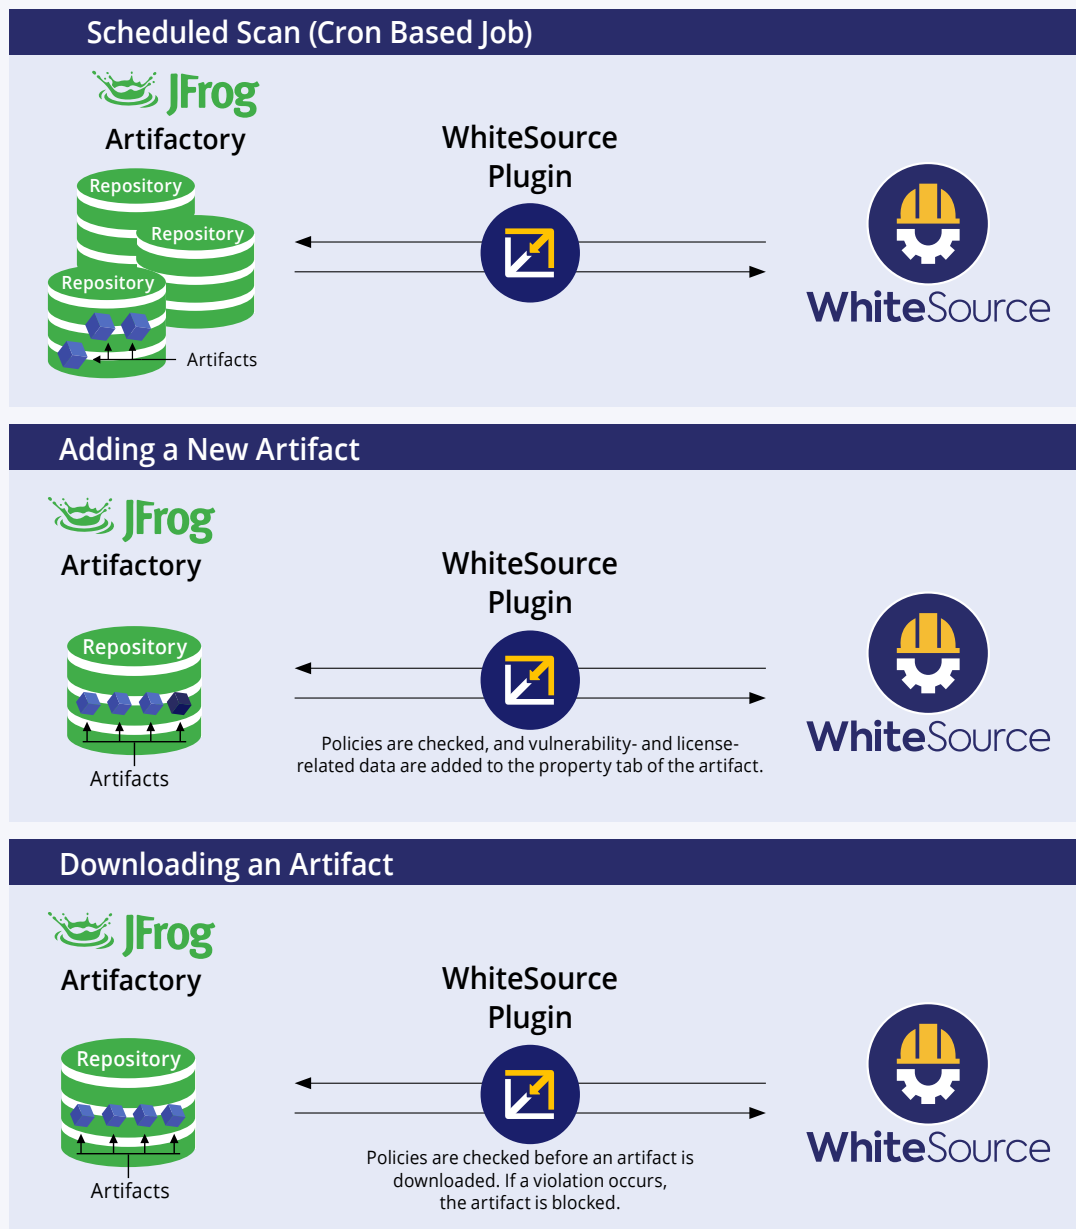 Scheduled Scan (Cron Based Job)
JFrog
Artifactory
WhiteSource
Plugin
Repository
Repository
Repository
Artifacts
WhiteSource
Adding a New Artifact
JFrog
Artifactory
WhiteSource
Plugin
Repository
Artifacts
Policies are checked, and vulnerability- and license-
related data are added to the property tab of the artifact.
WhiteSource
Downloading an Artifact
JFrog
Artifactory
WhiteSource
Plugin
Repository
Artifacts
Policies are checked before an artifact is
downloaded. If a violation occurs,
the artifact is blocked.
WhiteSource